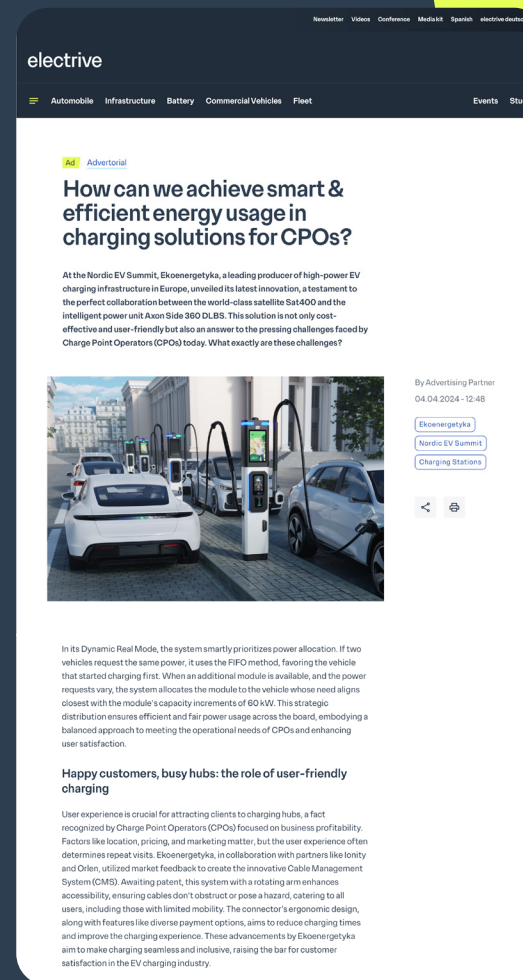 Newsletter Videos Conference Media kit Spanish
electrive
Automobile Infrastructure Battery Commercial Vehicles Fleet Events
Ad Advertorial
How can we achieve smart &
efficient energy usage in
charging solutions for CPOs?
At the Nordic EV Summit, Ekoenergetyka, a leading producer of high-power EV
charging infrastructure in Europe, unveiled its latest innovation, a testament to
the perfect collaboration between the world-class satellite Sat400 and the
intelligent power unit Axon Side 360 DLBS. This solution is not only cost-
effective and user-friendly but also an answer to the pressing challenges faced by
Charge Point Operators (CPOs) today. What exactly are these challenges?
By Advertising Partner
04.04.2024 - 12:48
Ekoenergetyka
Nordic EV Summit
Charging Stations
In its Dynamic Real Mode, the system smartly prioritizes power allocation. If two
vehicles request the same power, it uses the FIFO method, favoring the vehicle
that started charging first. When an additional module is available, and the power
requests vary, the system allocates the module to the vehicle whose need aligns
closest with the module's capacity increments of 60 kW. This strategic
distribution ensures efficient and fair power usage across the board, embodying a
balanced approach to meeting the operational needs of CPOs and enhancing
user satisfaction.
Happy customers, busy hubs: the role of user-friendly
charging
User experience is crucial for attracting clients to charging hubs, a fact
recognized by Charge Point Operators (CPOs) focused on business profitability.
Factors like location, pricing, and marketing matter, but the user experience often
determines repeat visits. Ekoenergetyka, in collaboration with partners like Ionity
and Orlen, utilized market feedback to create the innovative Cable Management
System (CMS). Awaiting patent, this system with a rotating arm enhances
accessibility, ensuring cables don't obstruct or pose a hazard, catering to all
users, including those with limited mobility. The connector's ergonomic design,
along with features like diverse payment options, aims to reduce charging times
and improve the charging experience. These advancements by Ekoenergetyka
aim to make charging seamless and inclusive, raising the bar for customer
satisfaction in the EV charging industry.